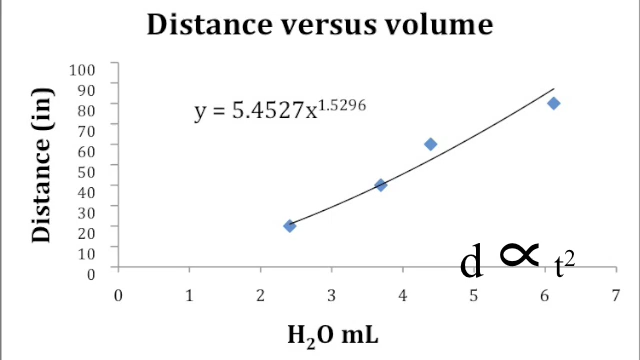 Distance versus volume
100
90
80
70
60
50
40
30
20
10
0
Distance (in)
y = 5.4527x^1.5296
d ∝ t²
0 1 2 3 4 5 6 7
H₂O mL